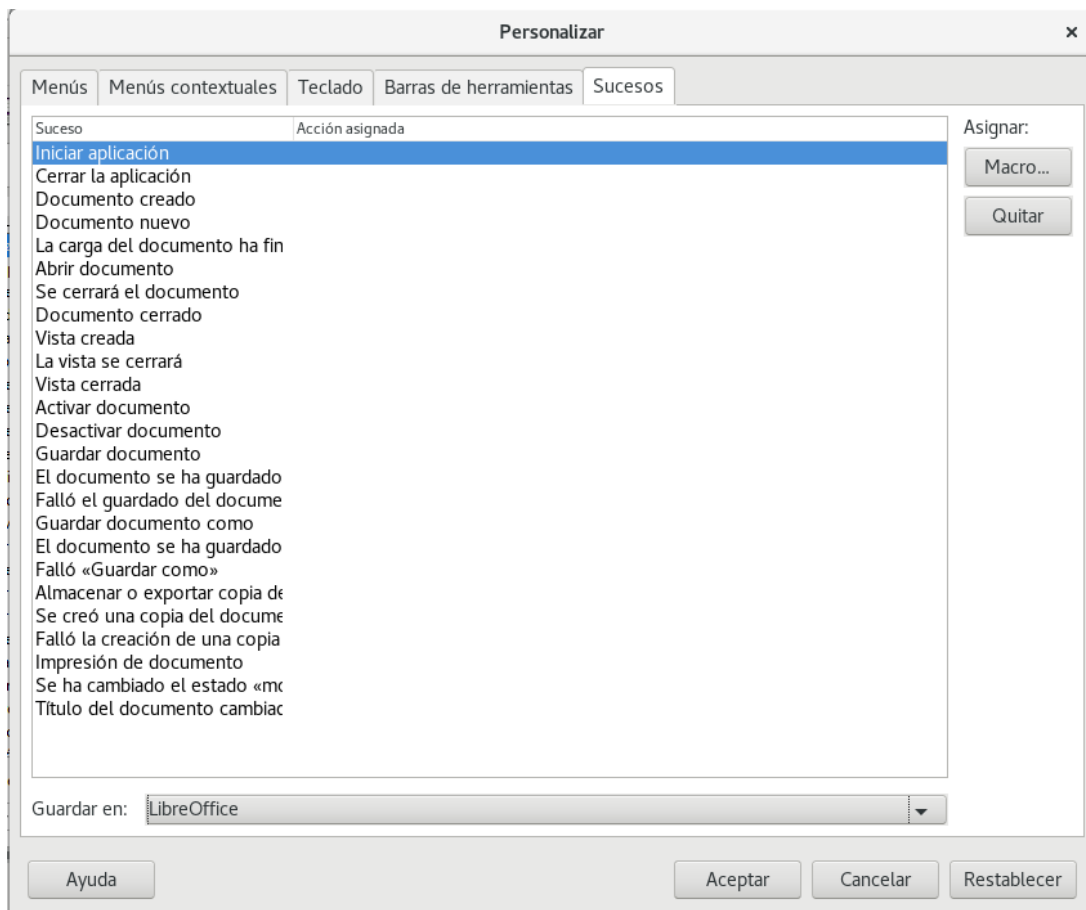 Personalizar
Menús Menús contextuales Teclado Barras de herramientas Sucesos
Suceso Acción asignada
Asignar:
Iniciar aplicación
Macro...
Cerrar la aplicación
Documento creado
Quitar
Documento nuevo
La carga del documento ha fin
Abrir documento
Se cerrará el documento
Documento cerrado
Vista creada
La vista se cerrará
Vista cerrada
Activar documento
Desactivar documento
Guardar documento
El documento se ha guardado
Falló el guardado del docume
Guardar documento como
El documento se ha guardado
Falló «Guardar como»
Almacenar o exportar copia de
Se creó una copia del docume
Falló la creación de una copia
Impresión de documento
Se ha cambiado el estado «mo
Título del documento cambiac
Guardar en: LibreOffice
Ayuda Aceptar Cancelar Restablecer